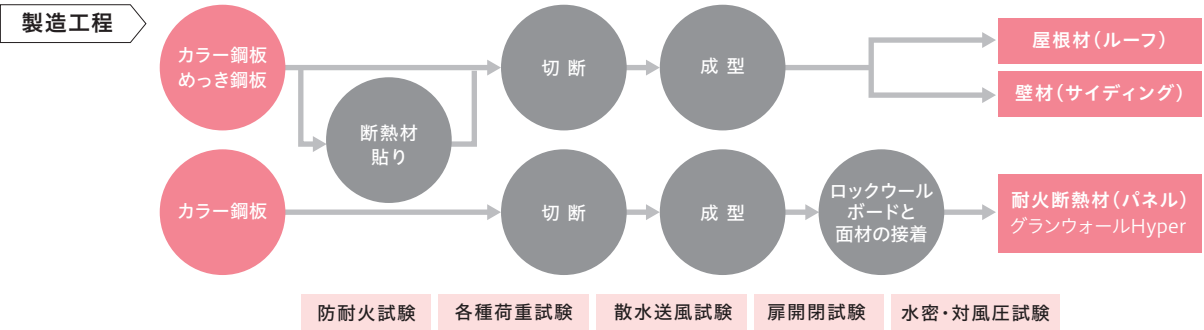 製造工程
カラー鋼板
めっき鋼板
断熱材
貼り
切断
成型
屋根材(ルーフ)
壁材(サイディング)
カラー鋼板
切断
成型
ロックウール
ボードと
面材の接着
耐火断熱材(パネル)
グランウォールHyper
防耐火試験
各種荷重試験
散水送風試験
扉開閉試験
水密・対風圧試験